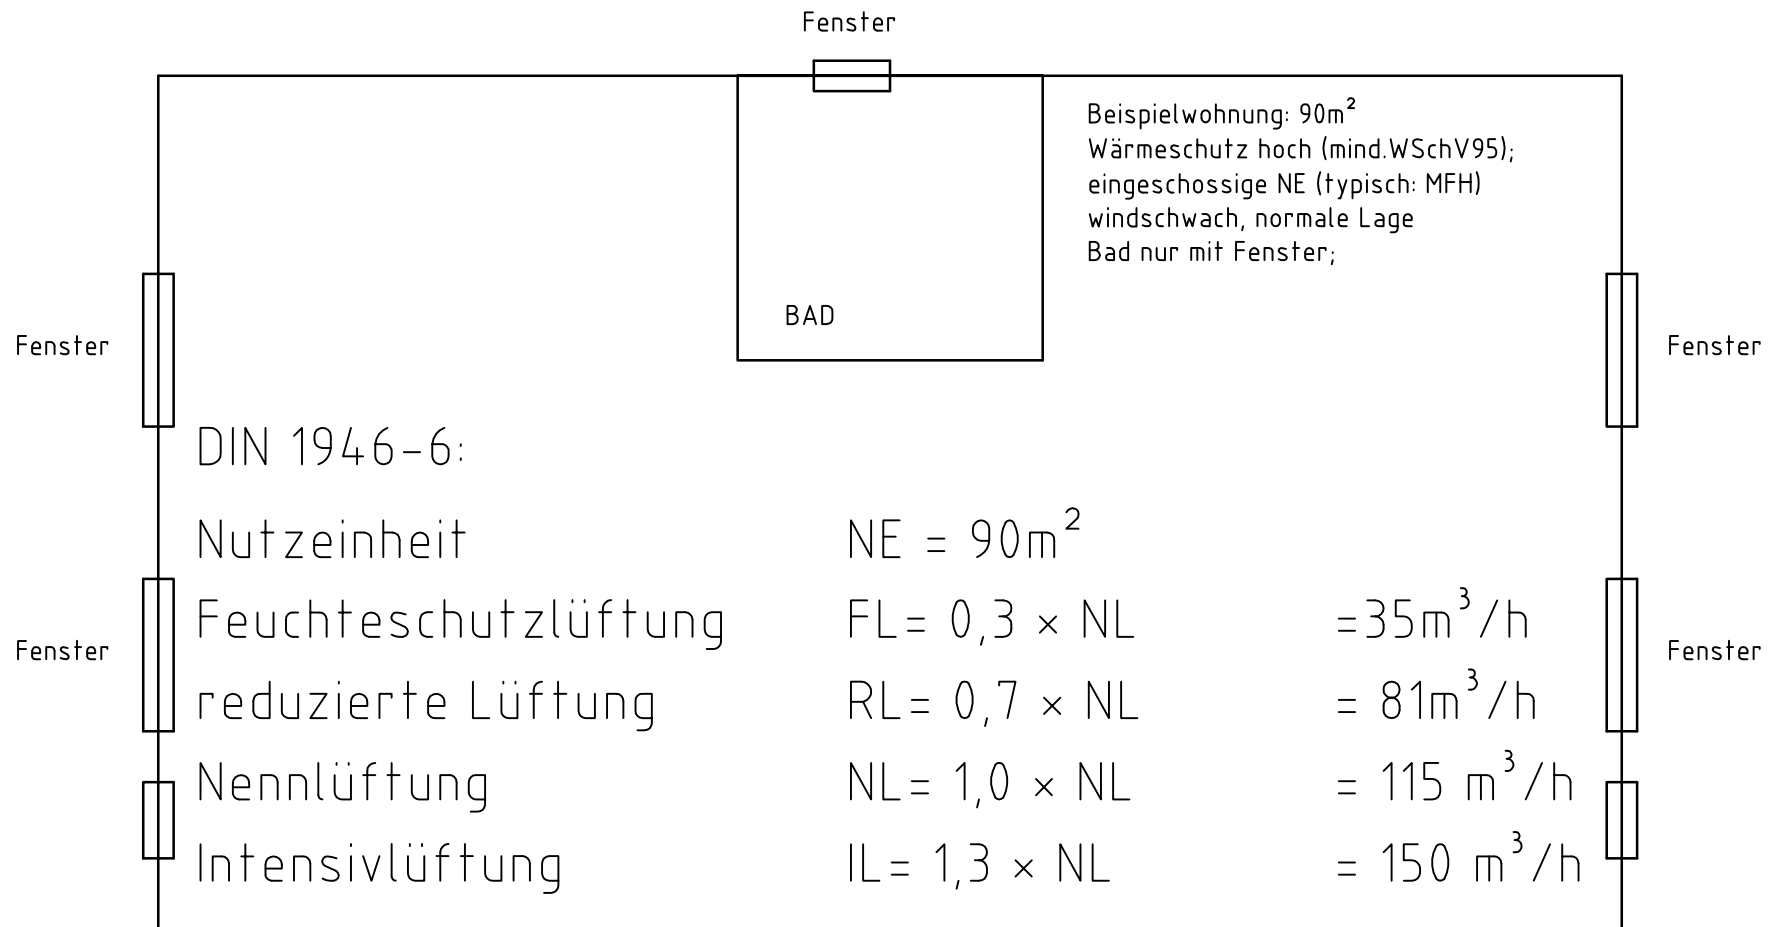 Fenster
Beispielwohnung: 90m²
Wärmeschutz hoch (mind.WSchV95);
eingeschossige NE (typisch: MFH)
windschwach, normale Lage
Bad nur mit Fenster;
BAD
Fenster
Fenster
DIN 1946-6:
Nutzeinheit NE = 90m²
Feuchteschutzlüftung FL= 0,3 × NL =35m³/h
Fenster
Fenster
reduzierte Lüftung RL= 0,7 × NL = 81m³/h
Nennlüftung NL= 1,0 × NL = 115 m³/h
Intensivlüftung IL= 1,3 × NL = 150 m³/h